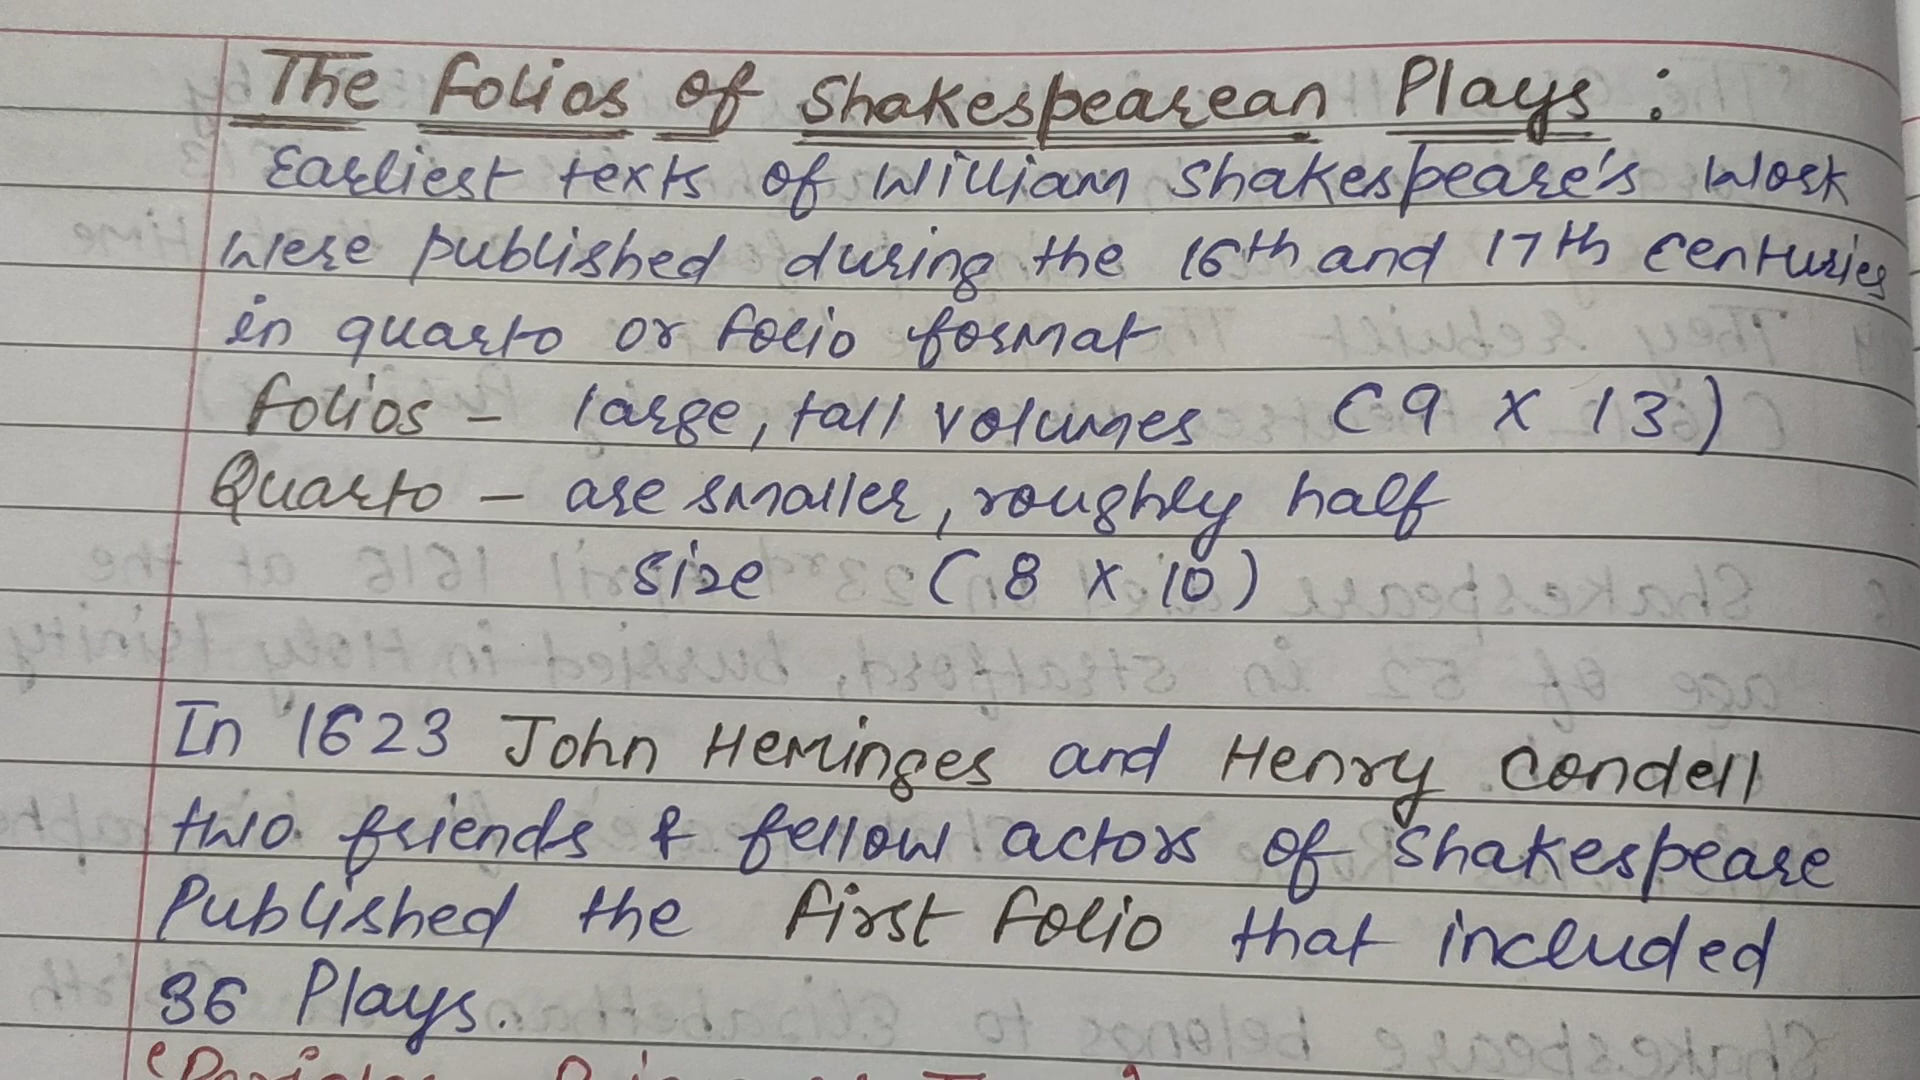 The Folios of Shakespearean Plays :
Earliest texts of William Shakespeare's work
were published during the 16th and 17th centuries
in quarto or folio format
Folios - large, tall volumes (9 X 13)
Quarto - are smaller, roughly half
size (8 X 10)
In 1623 John Heminges and Henry Condell
two friends & fellow actors of Shakespeare
Published the First Folio that included
36 Plays.